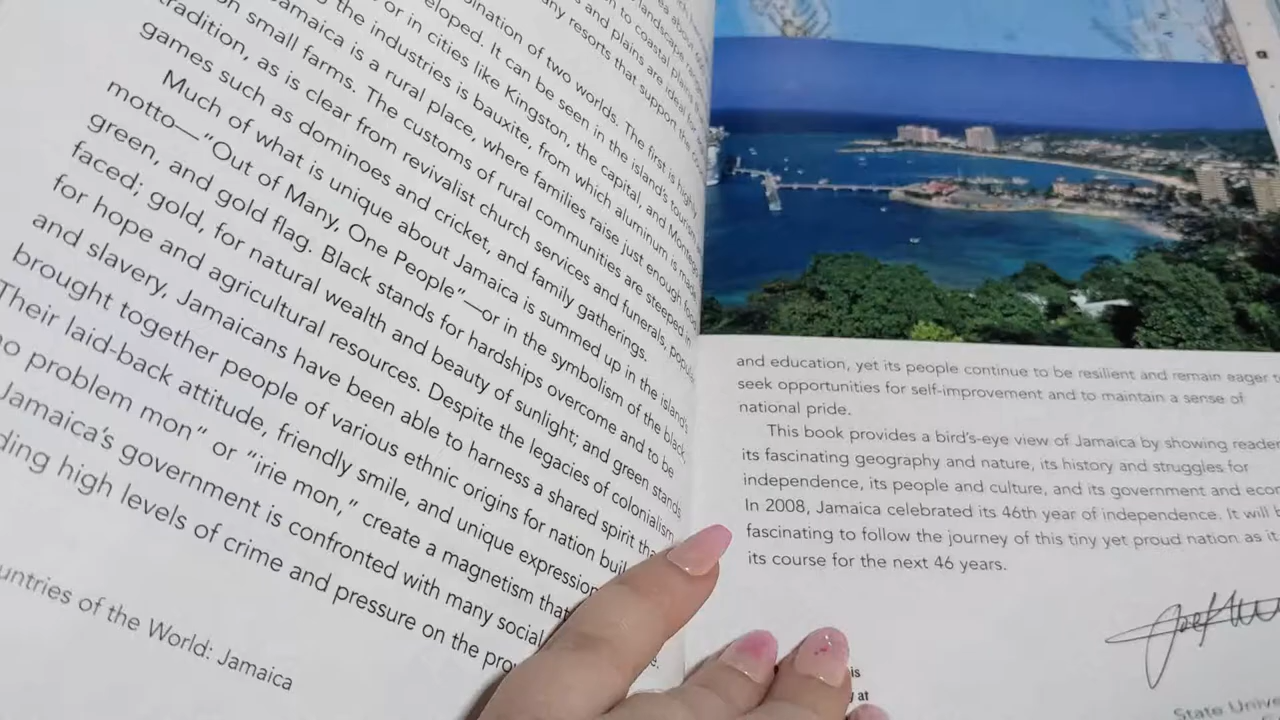 bination of two worlds. The first is highly
eloped. It can be seen in the island's
or in cities like Kingston, the capital, and
the industries is bauxite, from which aluminum is
amaica is a rural place, where families raise just enough
n small farms. The customs of rural communities are steeped in
tradition, as is clear from revivalist church services and funerals,
games such as dominoes and cricket, and family gatherings.
Much of what is unique about Jamaica is summed up in the island's
motto—"Out of Many, One People"—or in the symbolism of the black,
green, and gold flag. Black stands for hardships overcome and to be
faced; gold, for natural wealth and beauty of sunlight; and green stands
for hope and agricultural resources. Despite the legacies of colonialism
and slavery, Jamaicans have been able to harness a shared spirit tha
brought together people of various ethnic origins for nation buil
Their laid-back attitude, friendly smile, and unique expression
no problem mon" or "irie mon," create a magnetism that
Jamaica's government is confronted with many social
ding high levels of crime and pressure on the pro
untries of the World: Jamaica
and education, yet its people continue to be resilient and remain eager t
seek opportunities for self-improvement and to maintain a sense of
national pride.
This book provides a bird's-eye view of Jamaica by showing reader
its fascinating geography and nature, its history and struggles for
independence, its people and culture, and its government and econ
In 2008, Jamaica celebrated its 46th year of independence. It will b
fascinating to follow the journey of this tiny yet proud nation as it
its course for the next 46 years.
is
at
State Unive